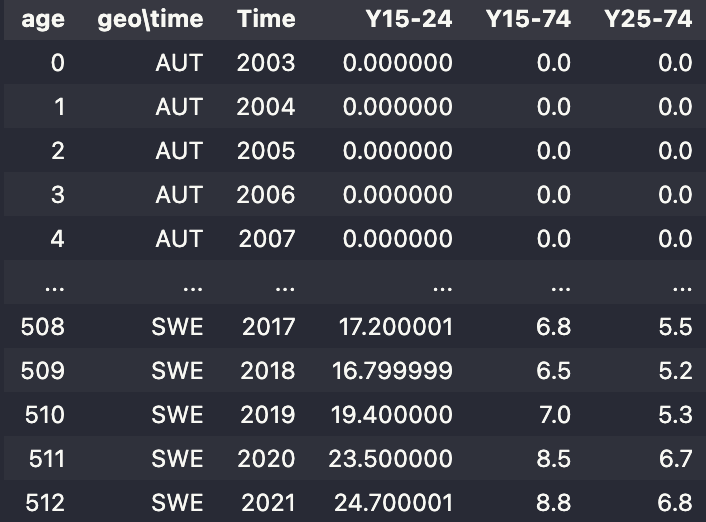 age geo\time Time Y15-24 Y15-74 Y25-74
0 AUT 2003 0.000000 0.0 0.0
1 AUT 2004 0.000000 0.0 0.0
2 AUT 2005 0.000000 0.0 0.0
3 AUT 2006 0.000000 0.0 0.0
4 AUT 2007 0.000000 0.0 0.0
... ... ... ... ... ...
508 SWE 2017 17.200001 6.8 5.5
509 SWE 2018 16.799999 6.5 5.2
510 SWE 2019 19.400000 7.0 5.3
511 SWE 2020 23.500000 8.5 6.7
512 SWE 2021 24.700001 8.8 6.8